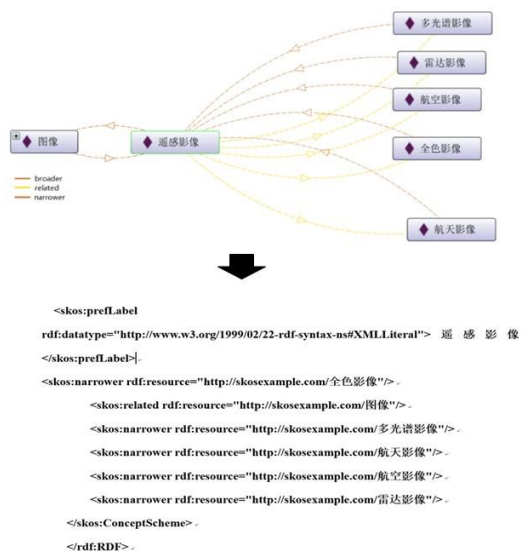 多光谱影像
雷达影像
航空影像
图像
遥感影像
全色影像
broader
related
narrower
航天影像
<skos:prefLabel
rdf:datatype="http://www.w3.org/1999/02/22-rdf-syntax-ns#XMLLiteral"> 遥 感 影 像
</skos:prefLabel>
<skos:narrower rdf:resource="http://skosexample.com/全色影像"/>
<skos:related rdf:resource="http://skosexample.com/图像"/>
<skos:narrower rdf:resource="http://skosexample.com/多光谱影像"/>
<skos:narrower rdf:resource="http://skosexample.com/航天影像"/>
<skos:narrower rdf:resource="http://skosexample.com/航空影像"/>
<skos:narrower rdf:resource="http://skosexample.com/雷达影像"/>
</skos:ConceptScheme>
</rdf:RDF>